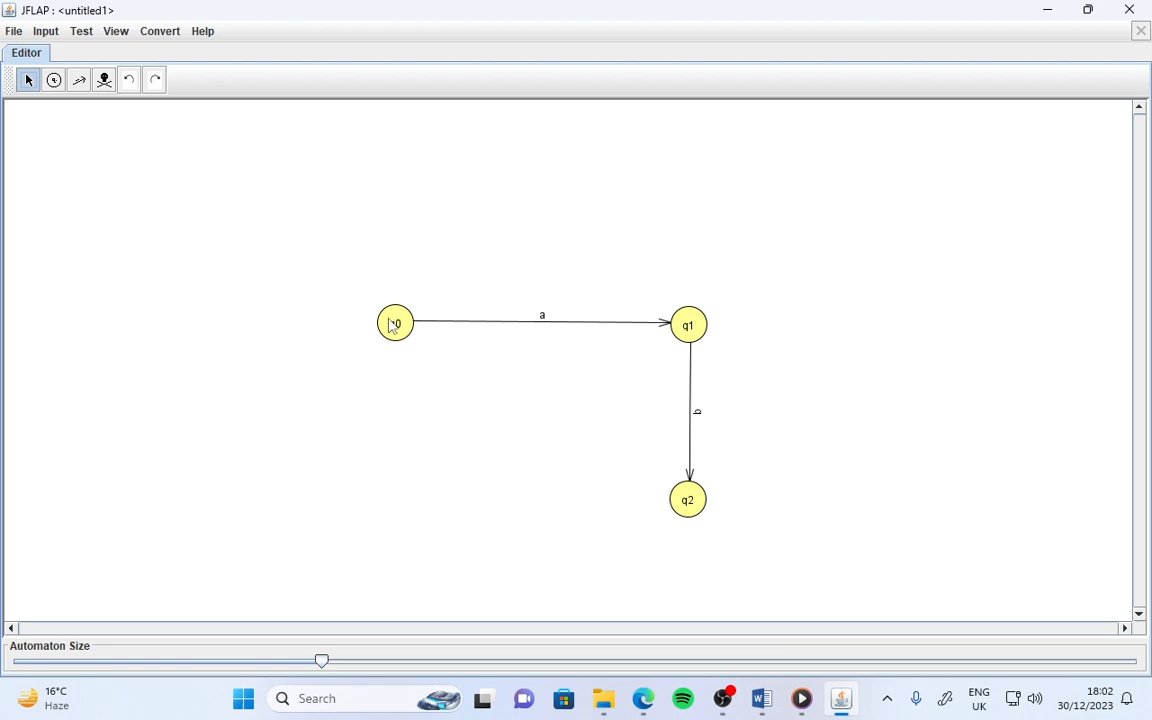 JFLAP : <untitled1>
File Input Test View Convert Help
Editor
a
q1
b
q2
Automaton Size
16°C
Haze
Search
ENG
UK
18:02
30/12/2023